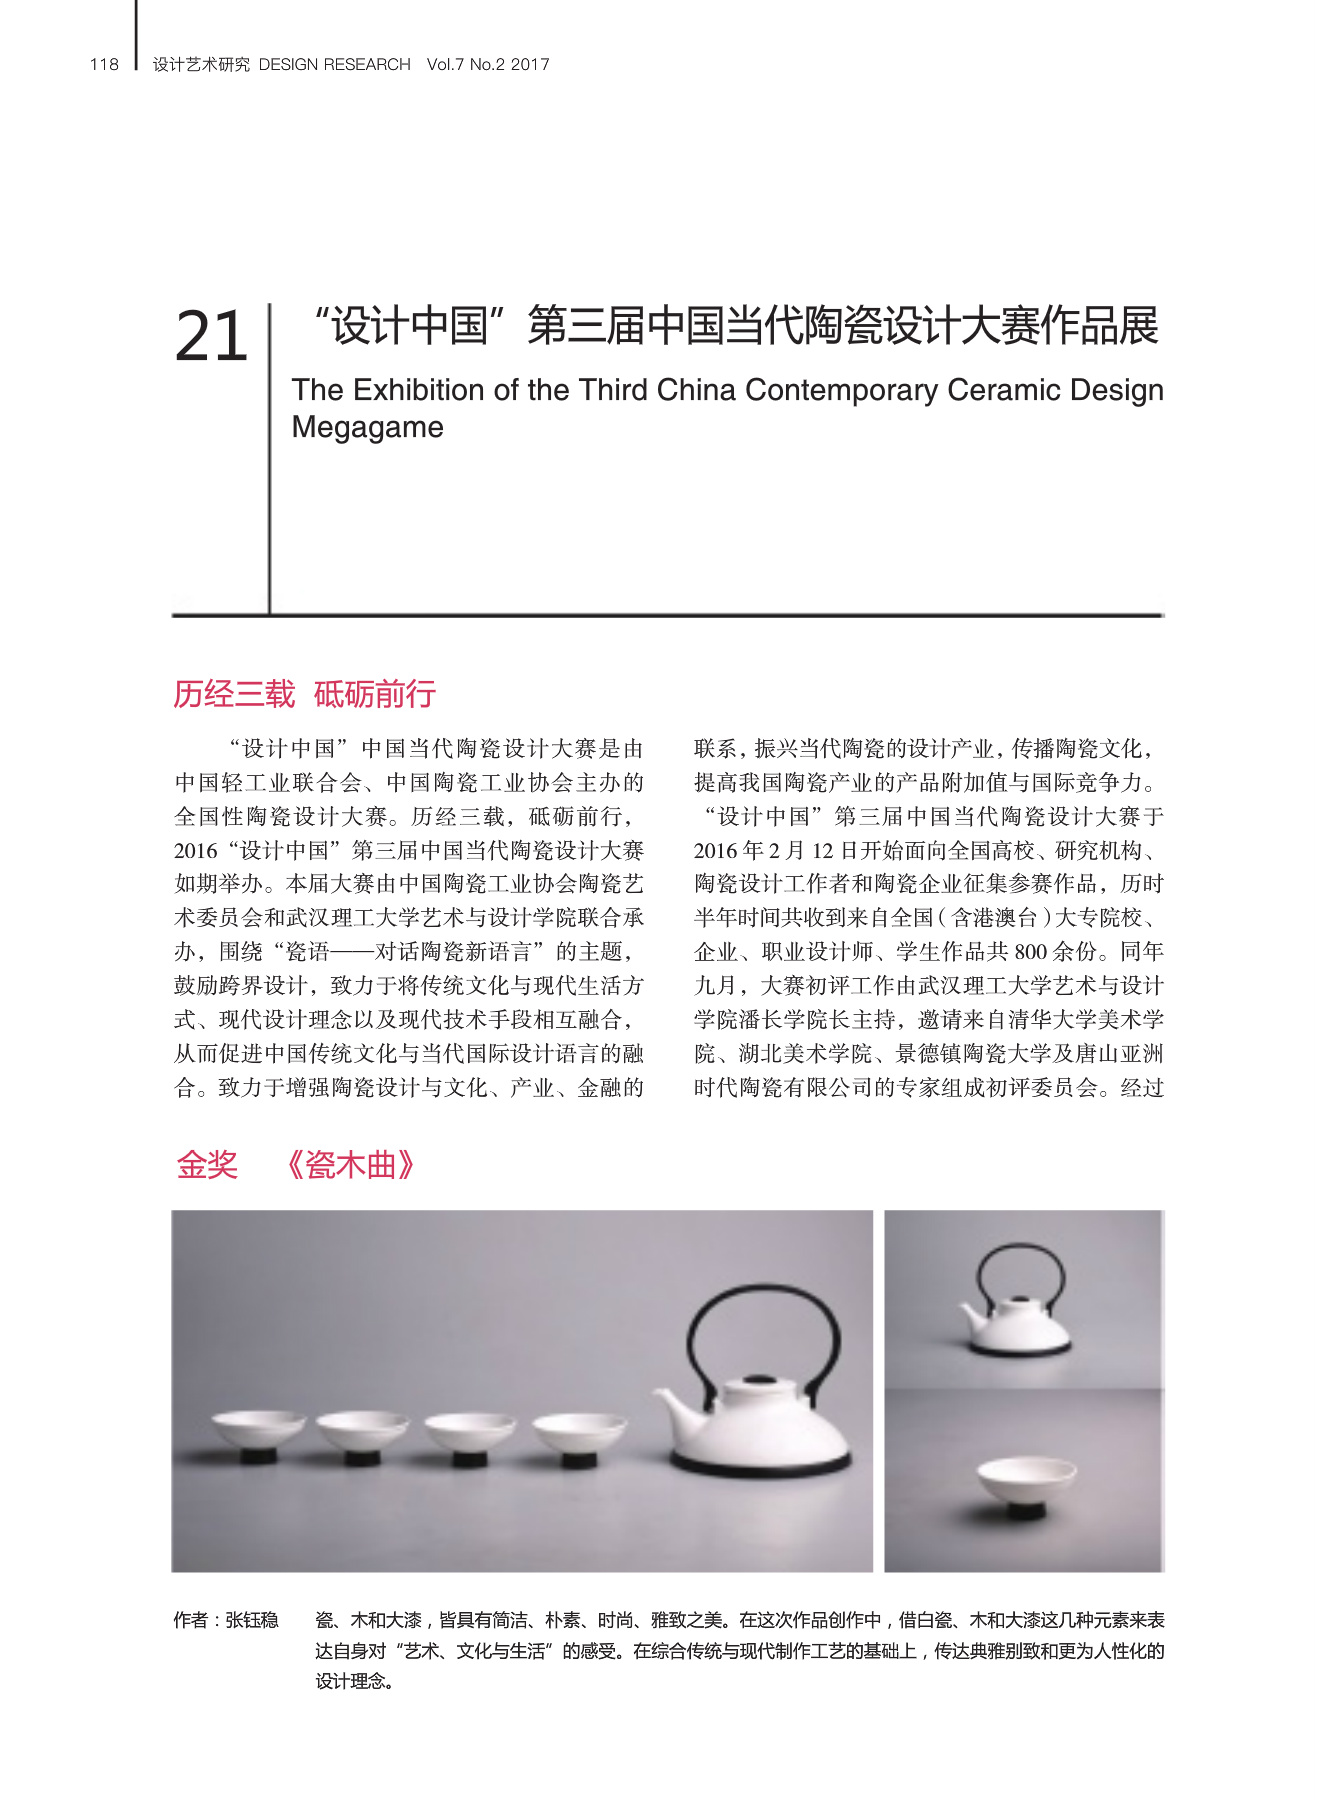 118 设计艺术研究 DESIGN RESEARCH Vol.7 No.2 2017
21
“设计中国”第三届中国当代陶瓷设计大赛作品展
The Exhibition of the Third China Contemporary Ceramic Design
Megagame
历经三载 砥砺前行
“设计中国”中国当代陶瓷设计大赛是由
中国轻工业联合会、中国陶瓷工业协会主办的
全国性陶瓷设计大赛。历经三载，砥砺前行，
2016“设计中国”第三届中国当代陶瓷设计大赛
如期举办。本届大赛由中国陶瓷工业协会陶瓷艺
术委员会和武汉理工大学艺术与设计学院联合承
办，围绕“瓷语——对话陶瓷新语言”的主题，
鼓励跨界设计，致力于将传统文化与现代生活方
式、现代设计理念以及现代技术手段相互融合，
从而促进中国传统文化与当代国际设计语言的融
合。致力于增强陶瓷设计与文化、产业、金融的
联系，振兴当代陶瓷的设计产业，传播陶瓷文化，
提高我国陶瓷产业的产品附加值与国际竞争力。
“设计中国”第三届中国当代陶瓷设计大赛于
2016 年 2 月 12 日开始面向全国高校、研究机构、
陶瓷设计工作者和陶瓷企业征集参赛作品，历时
半年时间共收到来自全国（含港澳台）大专院校、
企业、职业设计师、学生作品共 800 余份。同年
九月，大赛初评工作由武汉理工大学艺术与设计
学院潘长学院长主持，邀请来自清华大学美术学
院、湖北美术学院、景德镇陶瓷大学及唐山亚洲
时代陶瓷有限公司的专家组成初评委员会。经过
金奖 《瓷木曲》
作者：张钰稳
瓷、木和大漆，皆具有简洁、朴素、时尚、雅致之美。在这次作品创作中，借白瓷、木和大漆这几种元素来表
达自身对“艺术、文化与生活”的感受。在综合传统与现代制作工艺的基础上，传达典雅别致和更为人性化的
设计理念。